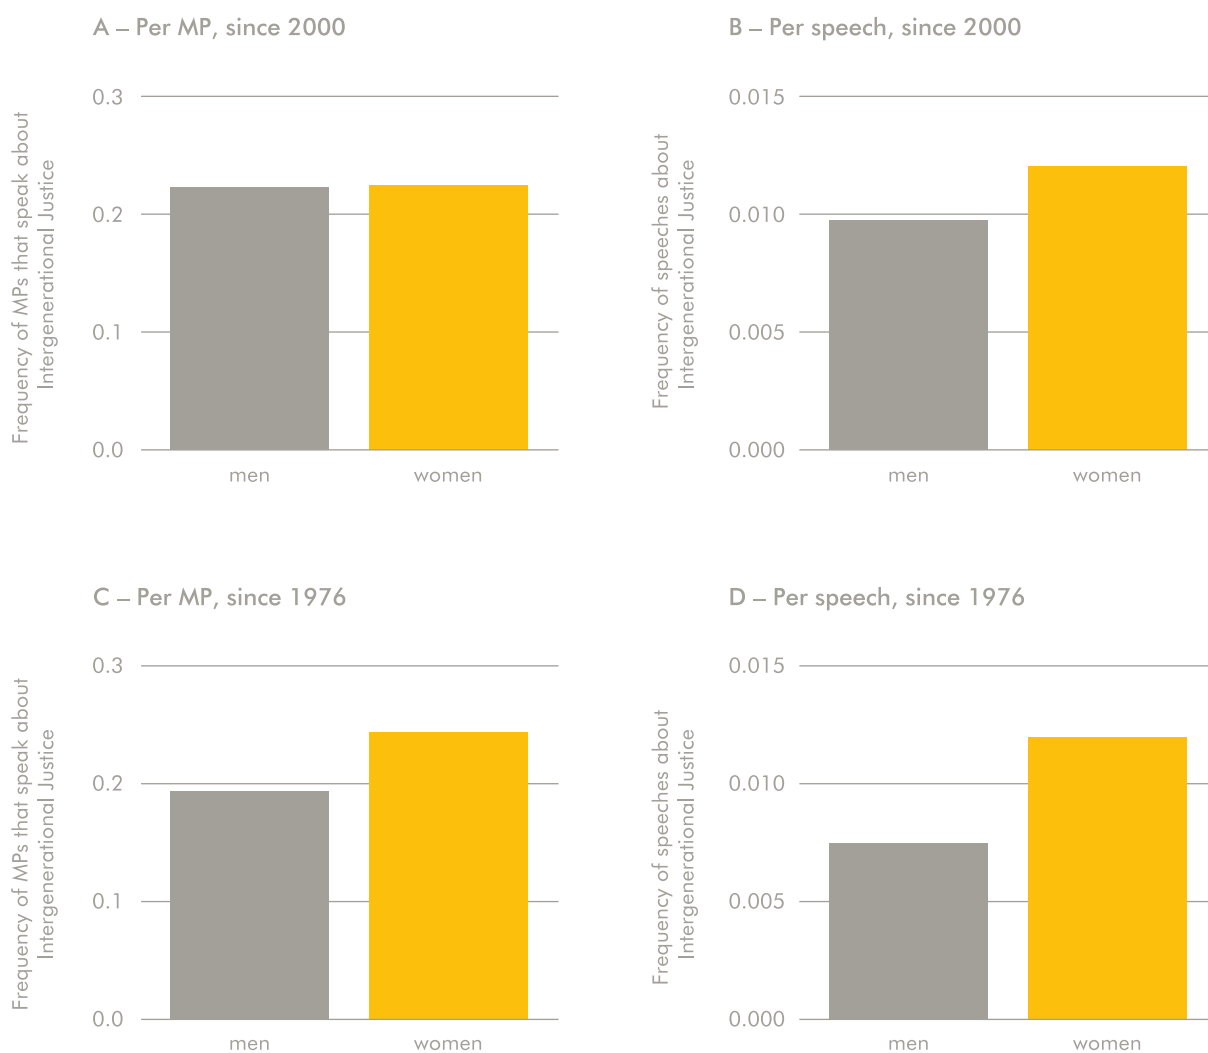 A – Per MP, since 2000
Frequency of MPs that speak about
Intergenerational Justice
0.3
0.2
0.1
0.0
men
women
B – Per speech, since 2000
Frequency of speeches about
Intergenerational Justice
0.015
0.010
0.005
0.000
men
women
C – Per MP, since 1976
Frequency of MPs that speak about
Intergenerational Justice
0.3
0.2
0.1
0.0
men
women
D – Per speech, since 1976
Frequency of speeches about
Intergenerational Justice
0.015
0.010
0.005
0.000
men
women